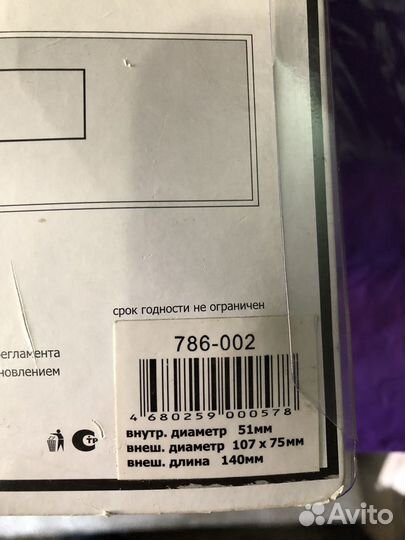 срок годности не ограничен
регламента
новлением
786-002
4 680259 000578
внутр. диаметр 51мм
внеш. диаметр 107 х 75мм
внеш. длина 140мм
СТР
Avito